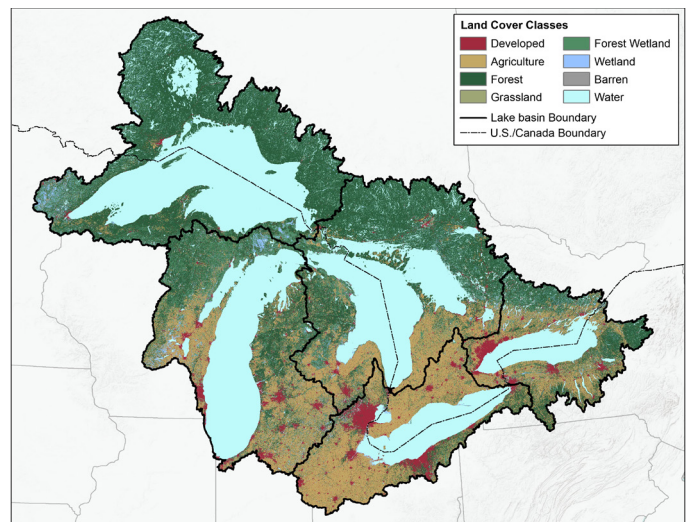 Land Cover Classes
Developed
Forest Wetland
Agriculture
Wetland
Forest
Barren
Grassland
Water
Lake basin Boundary
U.S./Canada Boundary